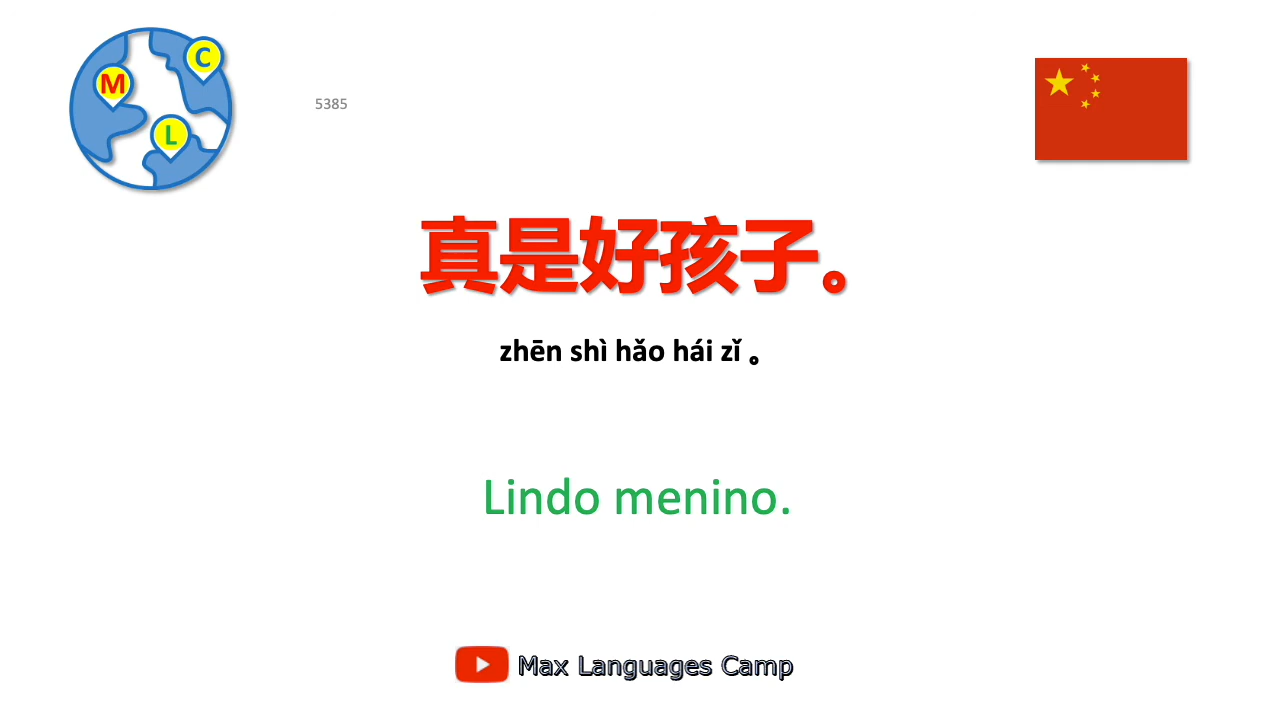 C
M
L
5385
真是好孩子。
zhēn shì hǎo hái zǐ 。
Lindo menino.
Max Languages Camp